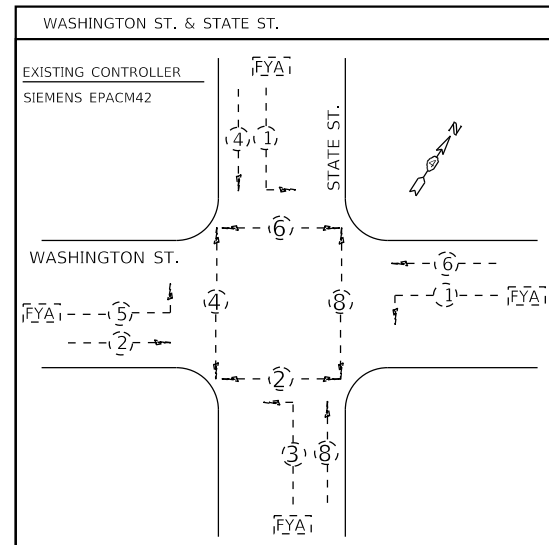 WASHINGTON ST. & STATE ST.
EXISTING CONTROLLER
SIEMENS EPACM42
FYA
4
1
STATE ST.
N
4
6
WASHINGTON ST.
6
FYA
5
2
4
8
1
FYA
2
3
8
FYA